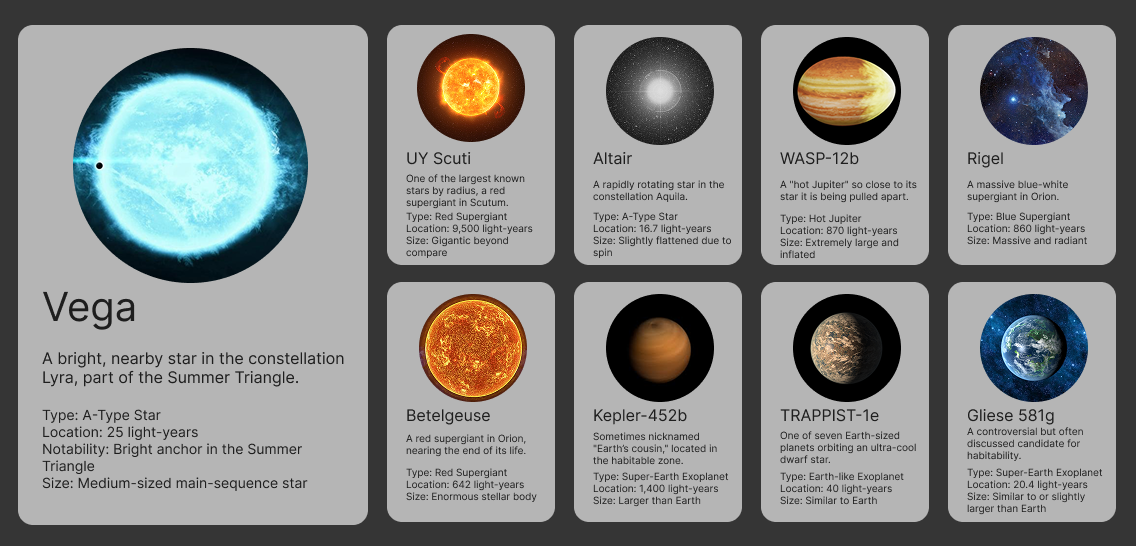 Vega
A bright, nearby star in the constellation
Lyra, part of the Summer Triangle.
Type: A-Type Star
Location: 25 light-years
Notability: Bright anchor in the Summer
Triangle
Size: Medium-sized main-sequence star
UY Scuti
One of the largest known
stars by radius, a red
supergiant in Scutum.
Type: Red Supergiant
Location: 9,500 light-years
Size: Gigantic beyond
compare
Altair
A rapidly rotating star in the
constellation Aquila.
Type: A-Type Star
Location: 16.7 light-years
Size: Slightly flattened due to
spin
WASP-12b
A "hot Jupiter" so close to its
star it is being pulled apart.
Type: Hot Jupiter
Location: 870 light-years
Size: Extremely large and
inflated
Rigel
A massive blue-white
supergiant in Orion.
Type: Blue Supergiant
Location: 860 light-years
Size: Massive and radiant
Betelgeuse
A red supergiant in Orion,
nearing the end of its life.
Type: Red Supergiant
Location: 642 light-years
Size: Enormous stellar body
Kepler-452b
Sometimes nicknamed
"Earth's cousin," located in
the habitable zone.
Type: Super-Earth Exoplanet
Location: 1,400 light-years
Size: Larger than Earth
TRAPPIST-1e
One of seven Earth-sized
planets orbiting an ultra-cool
dwarf star.
Type: Earth-like Exoplanet
Location: 40 light-years
Size: Similar to Earth
Gliese 581g
A controversial but often
discussed candidate for
habitability.
Type: Super-Earth Exoplanet
Location: 20.4 light-years
Size: Similar to or slightly
larger than Earth